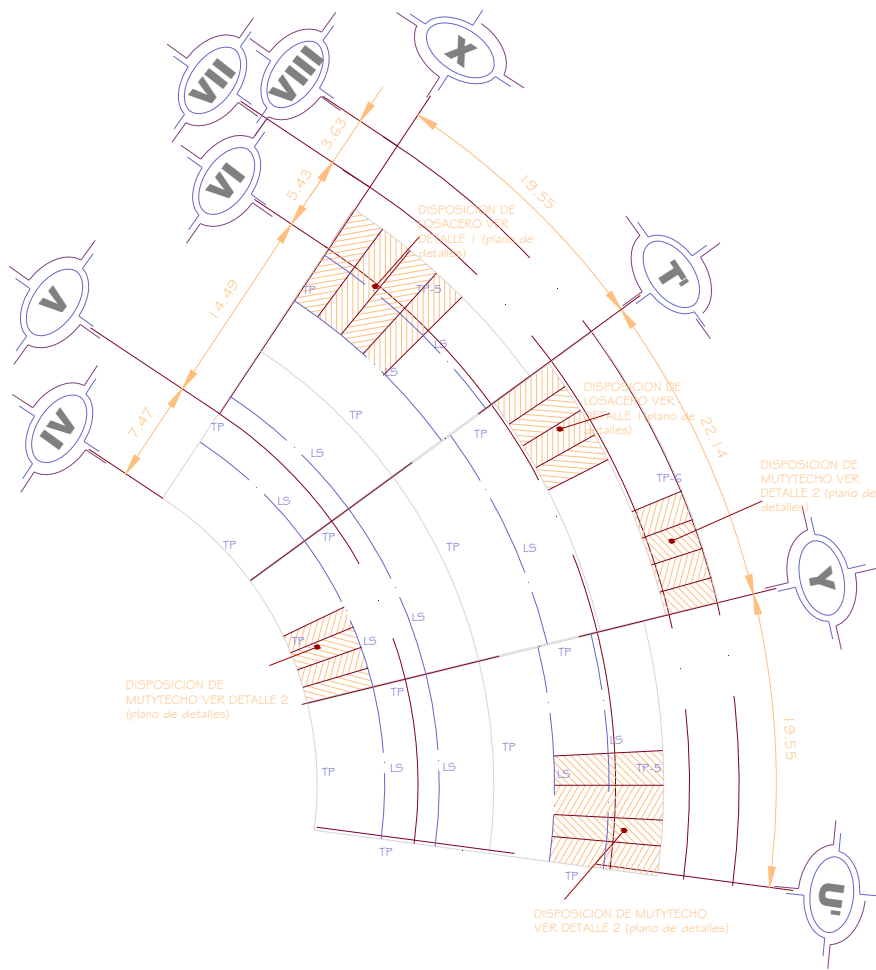 X
VII
VIII
VI
3.63
5.43
19.55
DISPOSICION DE
LOSACERO VER
DETALLE 1 (plano de
detalles)
T'
V
14.49
TP
TP-5
LS
LS
IV
7.47
TP
TP
LS
TP
DISPOSICION DE
LOSACERO VER
DETALLE 1 (plano de
detalles)
22.14
TP-6
DISPOSICION DE
MUTYTECHO VER
DETALLE 2 (plano de
detalles)
LS
TP
TP
TP
LS
Y
LS
TP
LS
TP
DISPOSICION DE
MUTYTECHO VER DETALLE 2
(plano de detalles)
TP
19.55
LS
TP
TP
LS
LS
LS
TP-5
TP
TP
U'
DISPOSICION DE MUTYTECHO
VER DETALLE 2 (plano de detalles)